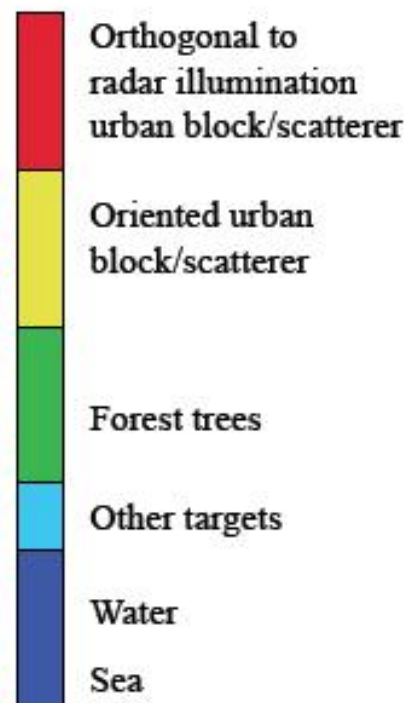 Orthogonal to
radar illumination
urban block/scatterer
Oriented urban
block/scatterer
Forest trees
Other targets
Water
Sea